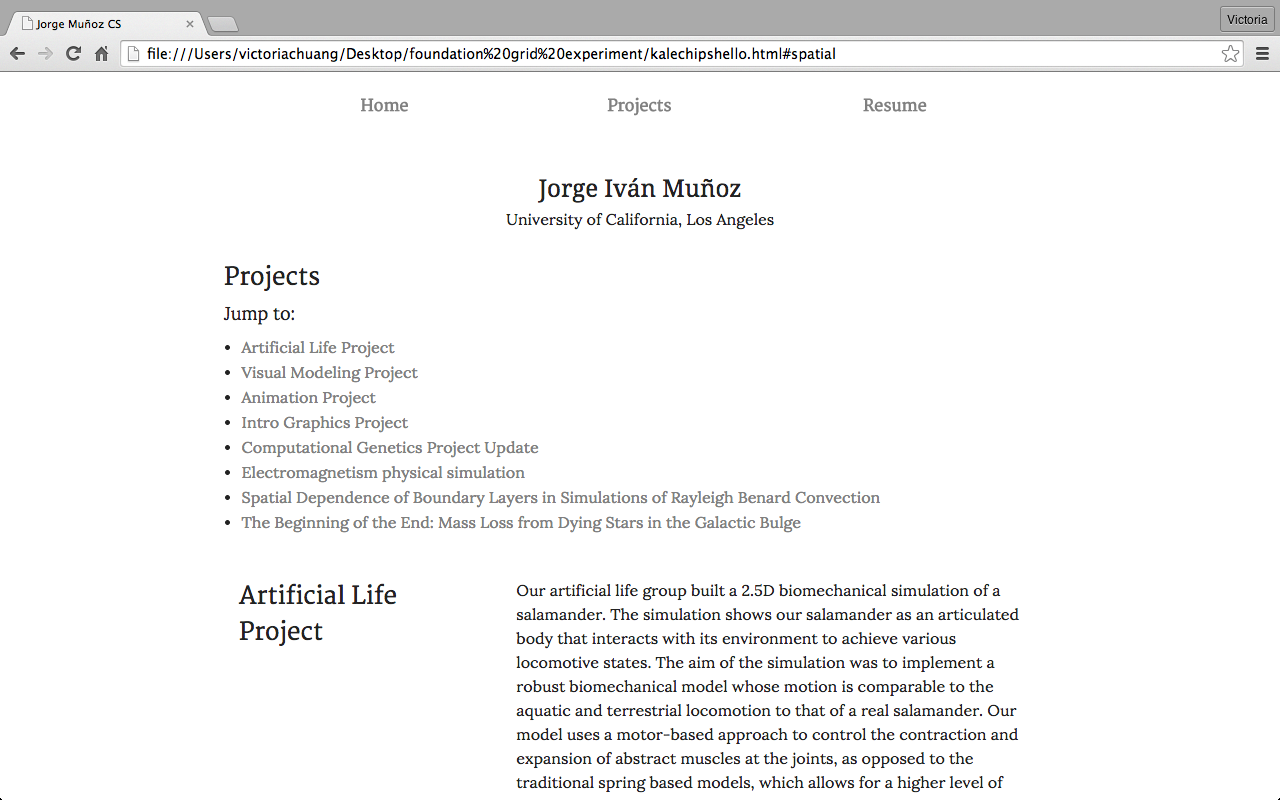 Jorge Muñoz CS
Victoria
file:///Users/victoriachuang/Desktop/foundation%20grid%20experiment/kalechipshello.html#spatial
Home Projects Resume
Jorge Iván Muñoz
University of California, Los Angeles
Projects
Jump to:
• Artificial Life Project
• Visual Modeling Project
• Animation Project
• Intro Graphics Project
• Computational Genetics Project Update
• Electromagnetism physical simulation
• Spatial Dependence of Boundary Layers in Simulations of Rayleigh Benard Convection
• The Beginning of the End: Mass Loss from Dying Stars in the Galactic Bulge
Artificial Life
Project
Our artificial life group built a 2.5D biomechanical simulation of a
salamander. The simulation shows our salamander as an articulated
body that interacts with its environment to achieve various
locomotive states. The aim of the simulation was to implement a
robust biomechanical model whose motion is comparable to the
aquatic and terrestrial locomotion to that of a real salamander. Our
model uses a motor-based approach to control the contraction and
expansion of abstract muscles at the joints, as opposed to the
traditional spring based models, which allows for a higher level of